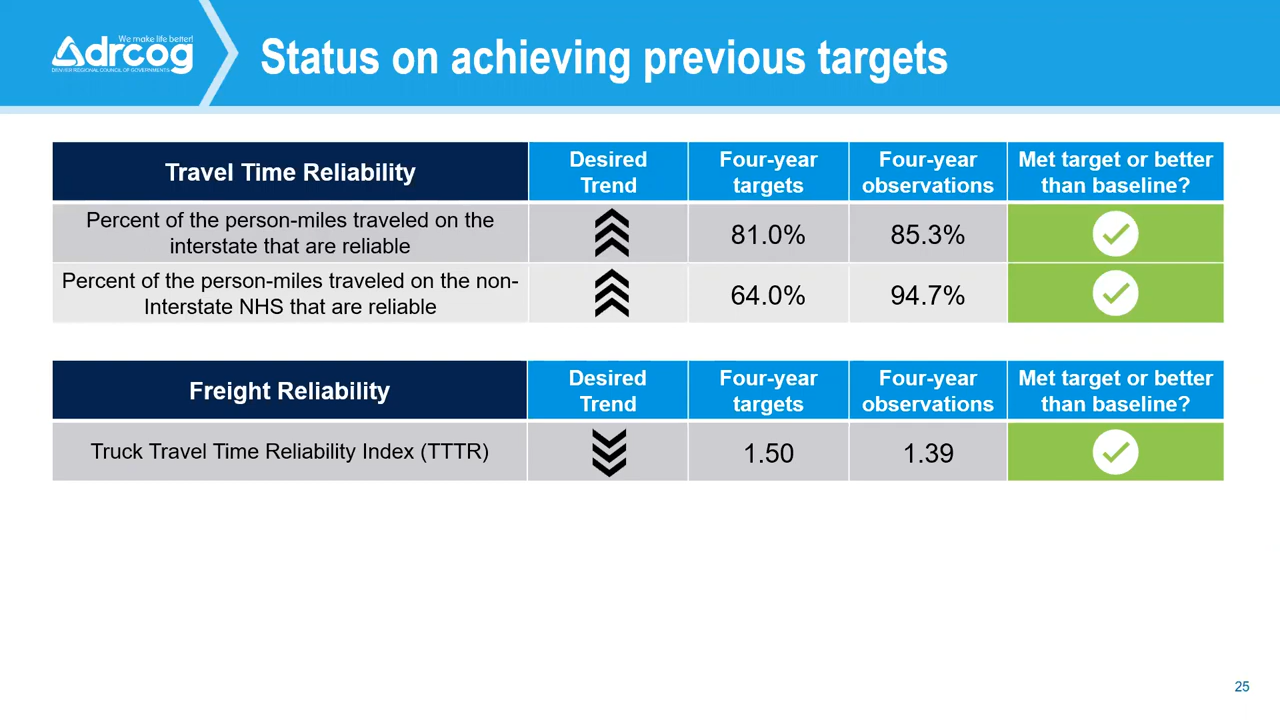 We make life better!
drcog
DENVER REGIONAL COUNCIL OF GOVERNMENTS
Status on achieving previous targets
Travel Time Reliability
Desired
Trend
Four-year
targets
Four-year
observations
Met target or better
than baseline?
Percent of the person-miles traveled on the
interstate that are reliable
81.0%
85.3%
Percent of the person-miles traveled on the non-
Interstate NHS that are reliable
64.0%
94.7%
Freight Reliability
Desired
Trend
Four-year
targets
Four-year
observations
Met target or better
than baseline?
Truck Travel Time Reliability Index (TTTR)
1.50
1.39
25